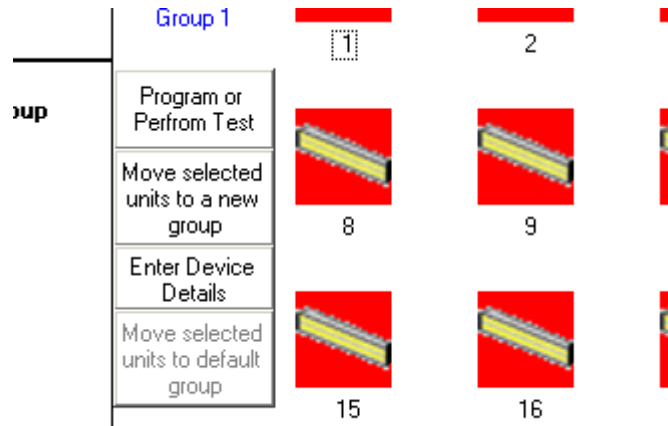 Group 1
1
2
oup
Program or
Perfrom Test
Move selected
units to a new
group
8
9
Enter Device
Details
Move selected
units to default
group
15
16